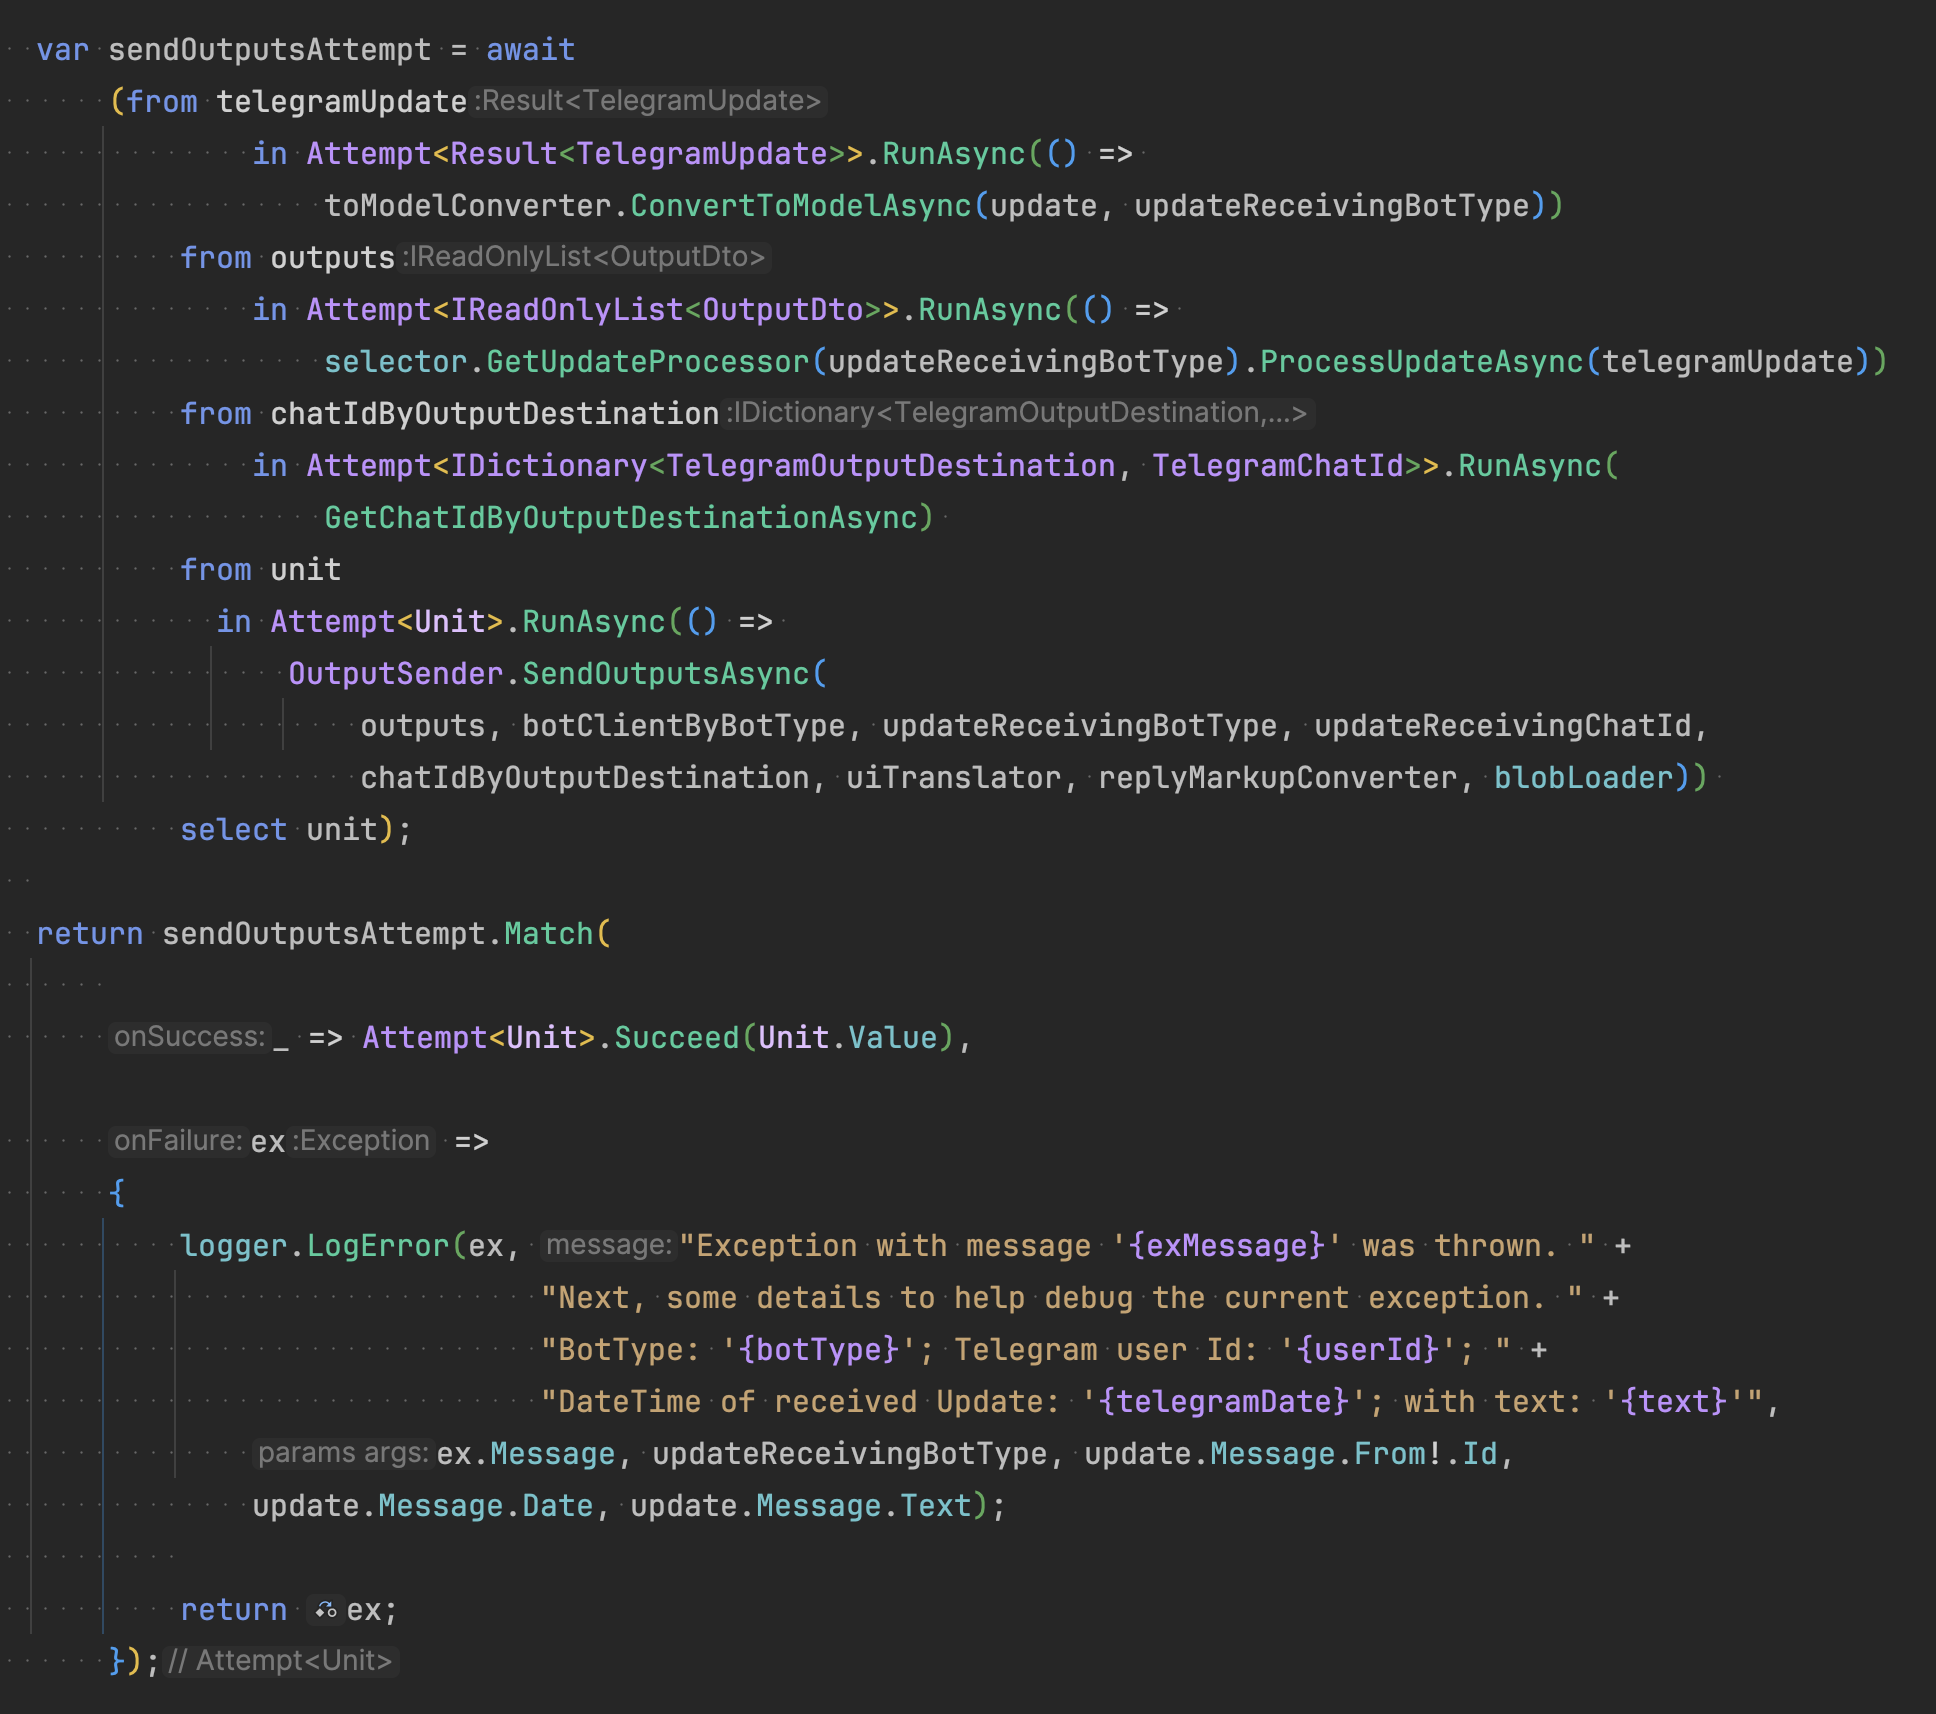 var sendOutputsAttempt = await
(from telegramUpdate :Result<TelegramUpdate>
in Attempt<Result<TelegramUpdate>>.RunAsync(() =>
toModelConverter.ConvertToModelAsync(update, updateReceivingBotType))
from outputs :IReadOnlyList<OutputDto>
in Attempt<IReadOnlyList<OutputDto>>.RunAsync(() =>
selector.GetUpdateProcessor(updateReceivingBotType).ProcessUpdateAsync(telegramUpdate))
from chatIdByOutputDestination :IDictionary<TelegramOutputDestination,...>
in Attempt<IDictionary<TelegramOutputDestination, TelegramChatId>>.RunAsync(
GetChatIdByOutputDestinationAsync)
from unit
in Attempt<Unit>.RunAsync(() =>
OutputSender.SendOutputsAsync(
outputs, botClientByBotType, updateReceivingBotType, updateReceivingChatId,
chatIdByOutputDestination, uiTranslator, replyMarkupConverter, blobLoader))
select unit);
return sendOutputsAttempt.Match(
onSuccess: _ => Attempt<Unit>.Succeed(Unit.Value),
onFailure: ex :Exception =>
{
logger.LogError(ex, message: "Exception with message '{exMessage}' was thrown. " +
"Next, some details to help debug the current exception. " +
"BotType: '{botType}'; Telegram user Id: '{userId}'; " +
"DateTime of received Update: '{telegramDate}'; with text: '{text}'",
params args: ex.Message, updateReceivingBotType, update.Message.From!.Id,
update.Message.Date, update.Message.Text);
return ex;
}); // Attempt<Unit>